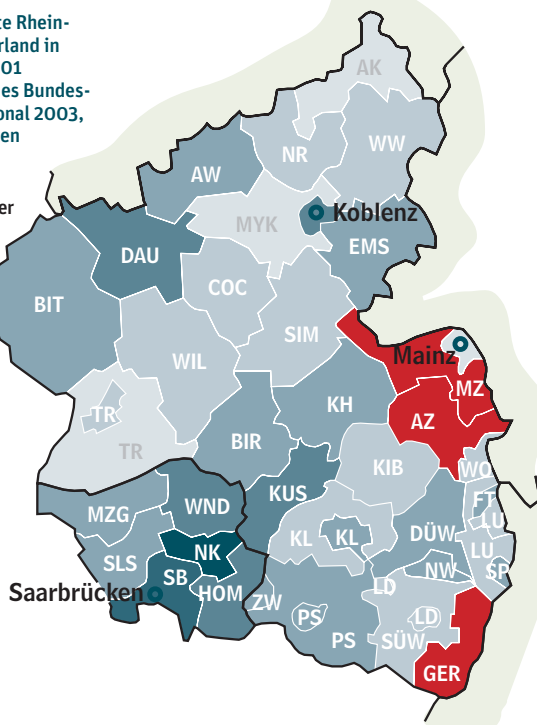 te Rhein-
rland in
01
es Bundes-
onal 2003,
en
er
AK
NR
WW
AW
MYK
Koblenz
DAU
EMS
COC
BIT
SIM
WIL
Mainz
MZ
KH
TR
AZ
TR
BIR
KIB
WO
KUS
FT
MZG
WND
LU
KL
KL
DÜW
NK
LU
SLS
SB
NW
SP
Saarbrücken
HOM
ZW
LD
PS
LD
PS
SÜW
GER